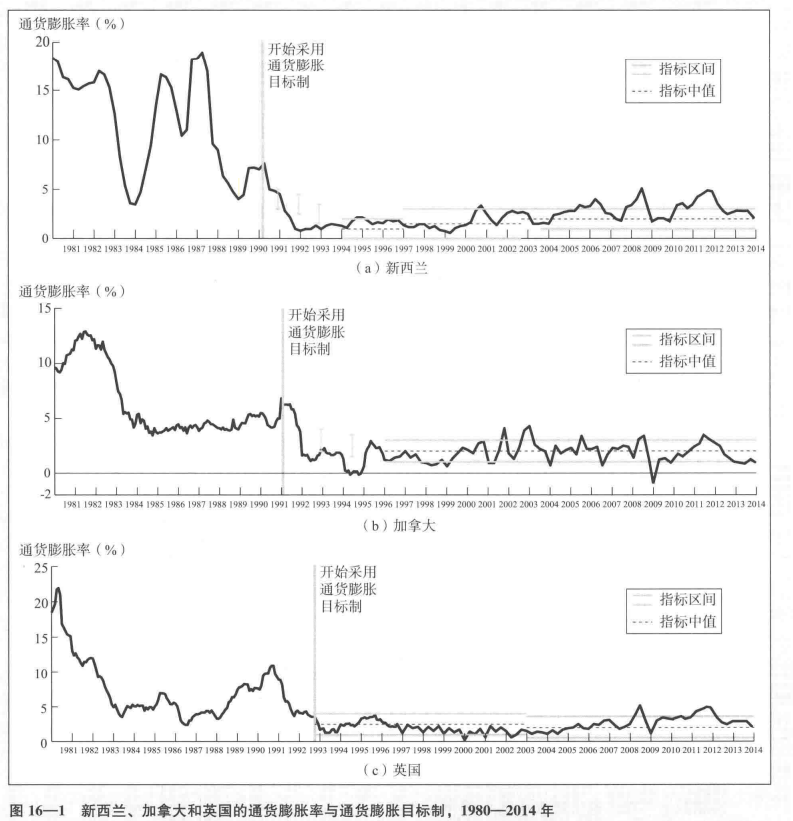 通货膨胀率（%）
20
15
10
5
0
开始采用
通货膨胀
目标制
指标区间
指标中值
1981 1982 1983 1984 1985 1986 1987 1988 1989 1990 1991 1992 1993 1994 1995 1996 1997 1998 1999 2000 2001 2002 2003 2004 2005 2006 2007 2008 2009 2010 2011 2012 2013 2014
（a）新西兰
通货膨胀率（%）
15
10
5
0
-2
开始采用
通货膨胀
目标制
指标区间
指标中值
1981 1982 1983 1984 1985 1986 1987 1988 1989 1990 1991 1992 1993 1994 1995 1996 1997 1998 1999 2000 2001 2002 2003 2004 2005 2006 2007 2008 2009 2010 2011 2012 2013 2014
（b）加拿大
通货膨胀率（%）
25
20
15
10
5
0
开始采用
通货膨胀
目标制
指标区间
指标中值
1981 1982 1983 1984 1985 1986 1987 1988 1989 1990 1991 1992 1993 1994 1995 1996 1997 1998 1999 2000 2001 2002 2003 2004 2005 2006 2007 2008 2009 2010 2011 2012 2013 2014
（c）英国
图 16—1 新西兰、加拿大和英国的通货膨胀率与通货膨胀目标制，1980—2014 年